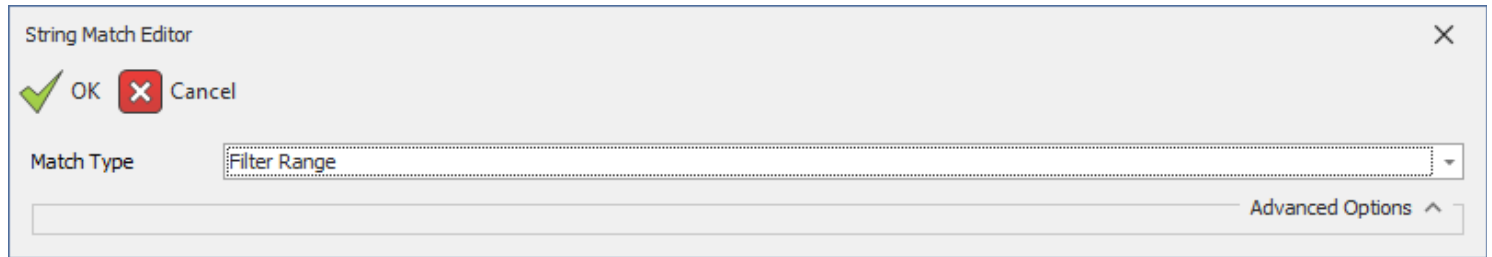 String Match Editor
OK Cancel
Match Type Filter Range
Advanced Options